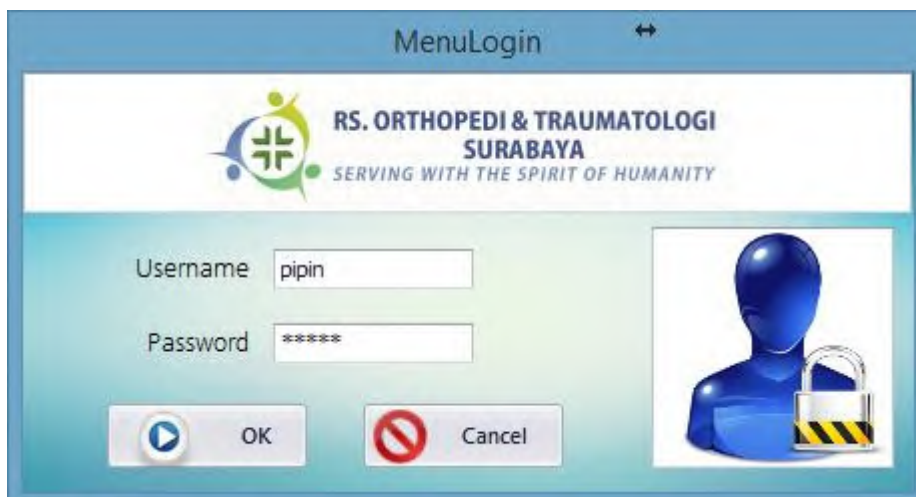 MenuLogin
RS. ORTHOPEDI & TRAUMATOLOGI
SURABAYA
SERVING WITH THE SPIRIT OF HUMANITY
Username pipin
Password *****
OK Cancel